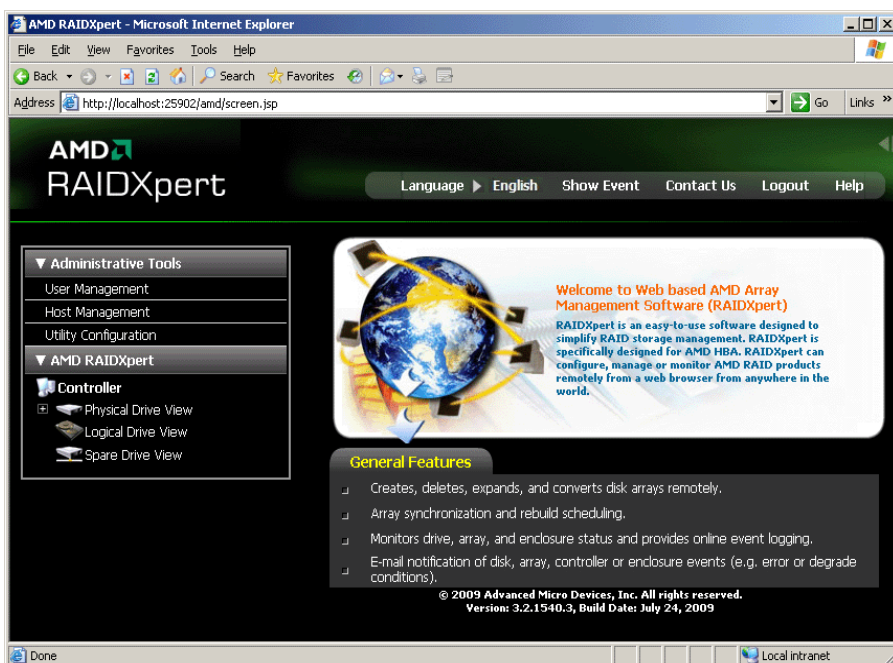 AMD RAIDXpert - Microsoft Internet Explorer
File Edit View Favorites Tools Help
Back Search Favorites
Address http://localhost:25902/amd/screen.jsp Go Links »
AMD
RAIDXpert
Language English Show Event Contact Us Logout Help
Administrative Tools
User Management
Host Management
Utility Configuration
AMD RAIDXpert
Controller
Physical Drive View
Logical Drive View
Spare Drive View
Welcome to Web based AMD Array
Management Software (RAIDXpert)
RAIDXpert is an easy-to-use software designed to
simplify RAID storage management. RAIDXpert is
specifically designed for AMD HBA. RAIDXpert can
configure, manage or monitor AMD RAID products
remotely from a web browser from anywhere in the
world.
General Features
Creates, deletes, expands, and converts disk arrays remotely.
Array synchronization and rebuild scheduling.
Monitors drive, array, and enclosure status and provides online event logging.
E-mail notification of disk, array, controller or enclosure events (e.g. error or degrade
conditions).
© 2009 Advanced Micro Devices, Inc. All rights reserved.
Version: 3.2.1540.3, Build Date: July 24, 2009
Done Local intranet